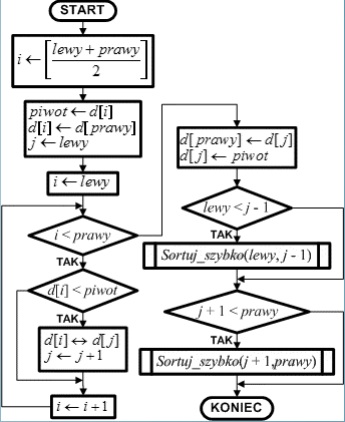 START
i ← [lewy + prawy / 2]
piwot ← d[i]
d[i] ← d[prawy]
j ← lewy
i ← lewy
i < prawy
TAK
d[i] < piwot
TAK
d[i] ↔ d[j]
j ← j + 1
i ← i + 1
d[prawy] ← d[j]
d[j] ← piwot
lewy < j - 1
TAK
Sortuj_szybko(lewy, j - 1)
j + 1 < prawy
TAK
Sortuj_szybko(j + 1,prawy)
KONIEC